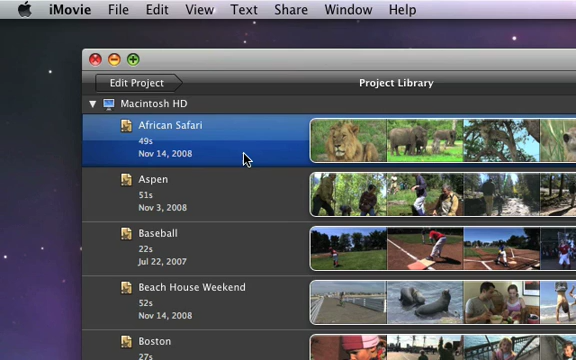 iMovie File Edit View Text Share Window Help
Edit Project Project Library
Macintosh HD
African Safari
49s
Nov 14, 2008
Aspen
51s
Nov 3, 2008
Baseball
22s
Jul 22, 2007
Beach House Weekend
52s
Nov 14, 2008
Boston
27s